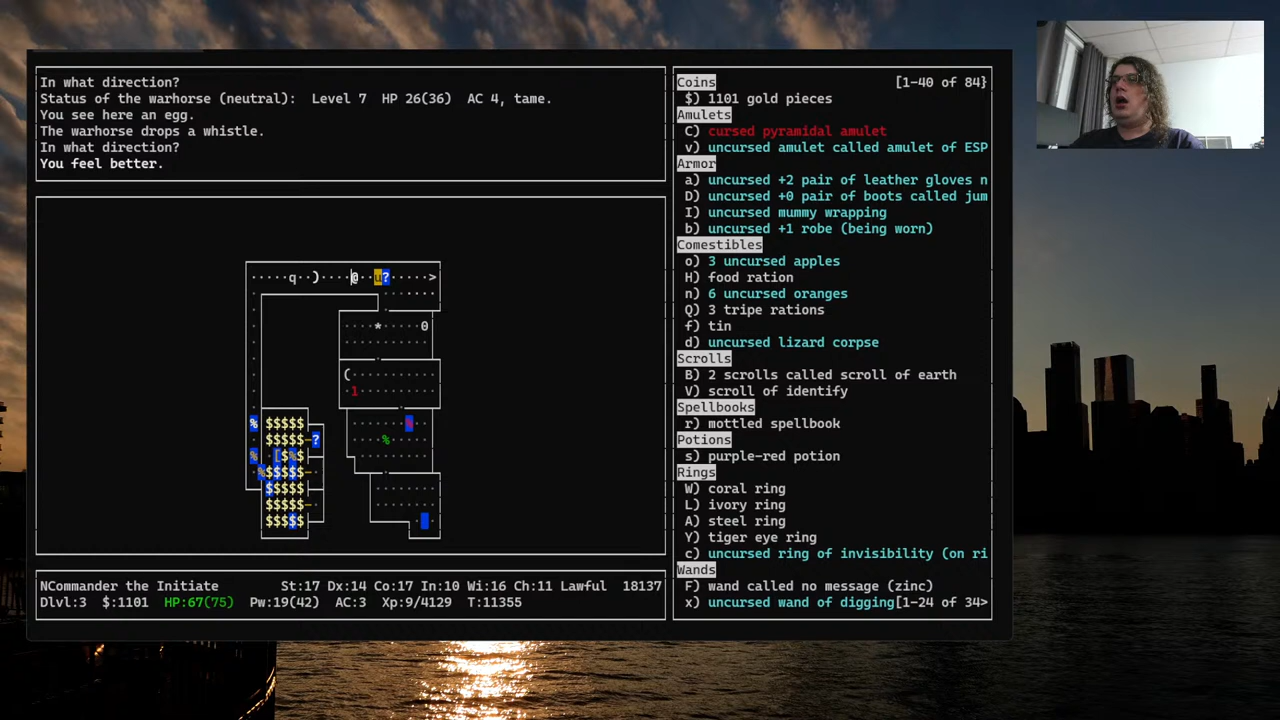 In what direction?
Status of the warhorse (neutral):  Level 7  HP 26(36)  AC 4, tame.
You see here an egg.
The warhorse drops a whistle.
In what direction?
You feel better.
·····q··)····@··u?·····>
·······
*·····0
(··········
1··········
% $$$$$
$$$$$–? ·····%··
% ·[$%$– ····%·····
%$$$$$–·
$$$$$
$$$$$–·
$$$$$
NCommander the Initiate St:17 Dx:14 Co:17 In:10 Wi:16 Ch:11 Lawful 18137
Dlvl:3 $:1101 HP:67(75) Pw:19(42) AC:3 Xp:9/4129 T:11355
Coins [1-40 of 84}
$) 1101 gold pieces
Amulets
C) cursed pyramidal amulet
v) uncursed amulet called amulet of ESP
Armor
a) uncursed +2 pair of leather gloves n
D) uncursed +0 pair of boots called jum
I) uncursed mummy wrapping
b) uncursed +1 robe (being worn)
Comestibles
o) 3 uncursed apples
H) food ration
n) 6 uncursed oranges
Q) 3 tripe rations
f) tin
d) uncursed lizard corpse
Scrolls
B) 2 scrolls called scroll of earth
V) scroll of identify
Spellbooks
r) mottled spellbook
Potions
s) purple-red potion
Rings
W) coral ring
L) ivory ring
A) steel ring
Y) tiger eye ring
c) uncursed ring of invisibility (on ri
Wands
F) wand called no message (zinc)
x) uncursed wand of digging[1-24 of 34>